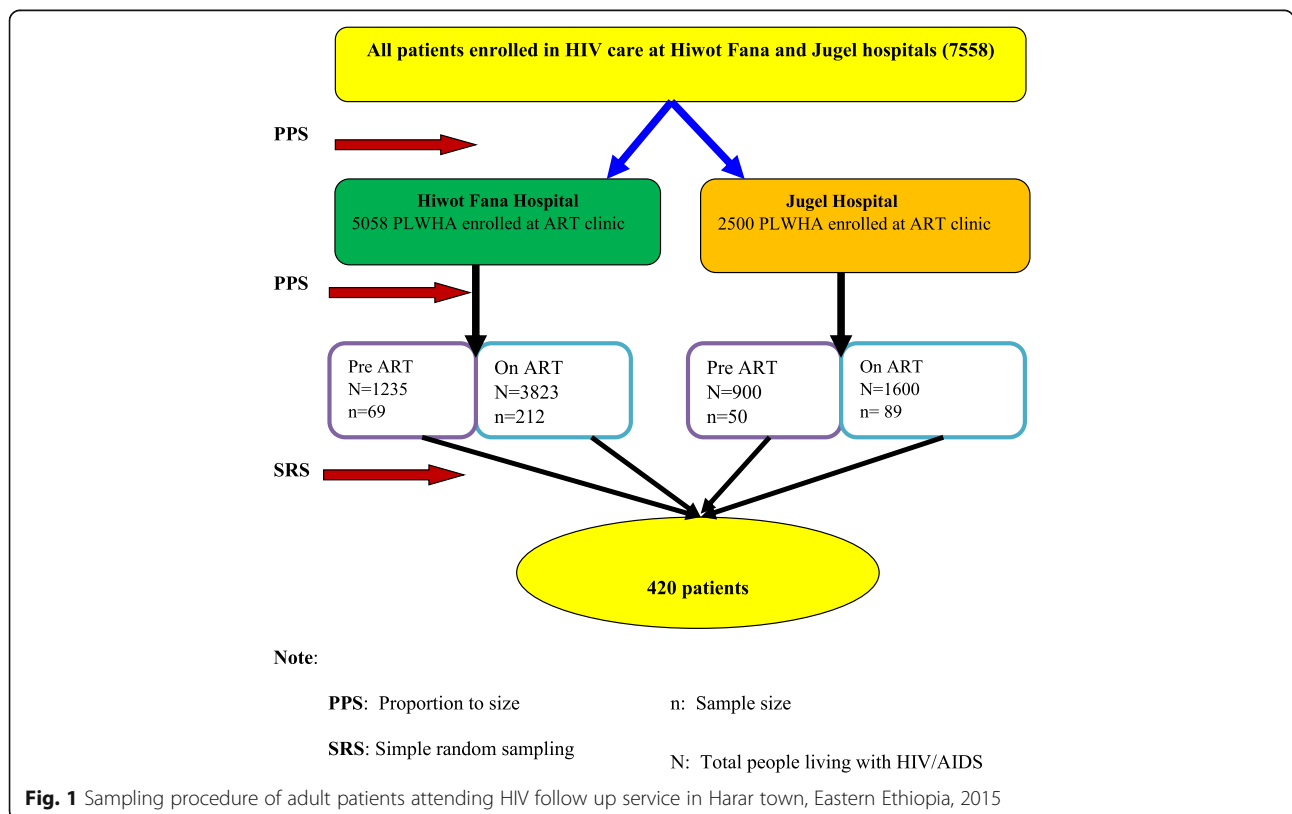 All patients enrolled in HIV care at Hiwot Fana and Jugel hospitals (7558)
PPS
Hiwot Fana Hospital
5058 PLWHA enrolled at ART clinic
Jugel Hospital
2500 PLWHA enrolled at ART clinic
PPS
Pre ART
N=1235
n=69
On ART
N=3823
n=212
Pre ART
N=900
n=50
On ART
N=1600
n= 89
SRS
420 patients
Note:
PPS: Proportion to size
n: Sample size
SRS: Simple random sampling
N: Total people living with HIV/AIDS
Fig. 1 Sampling procedure of adult patients attending HIV follow up service in Harar town, Eastern Ethiopia, 2015